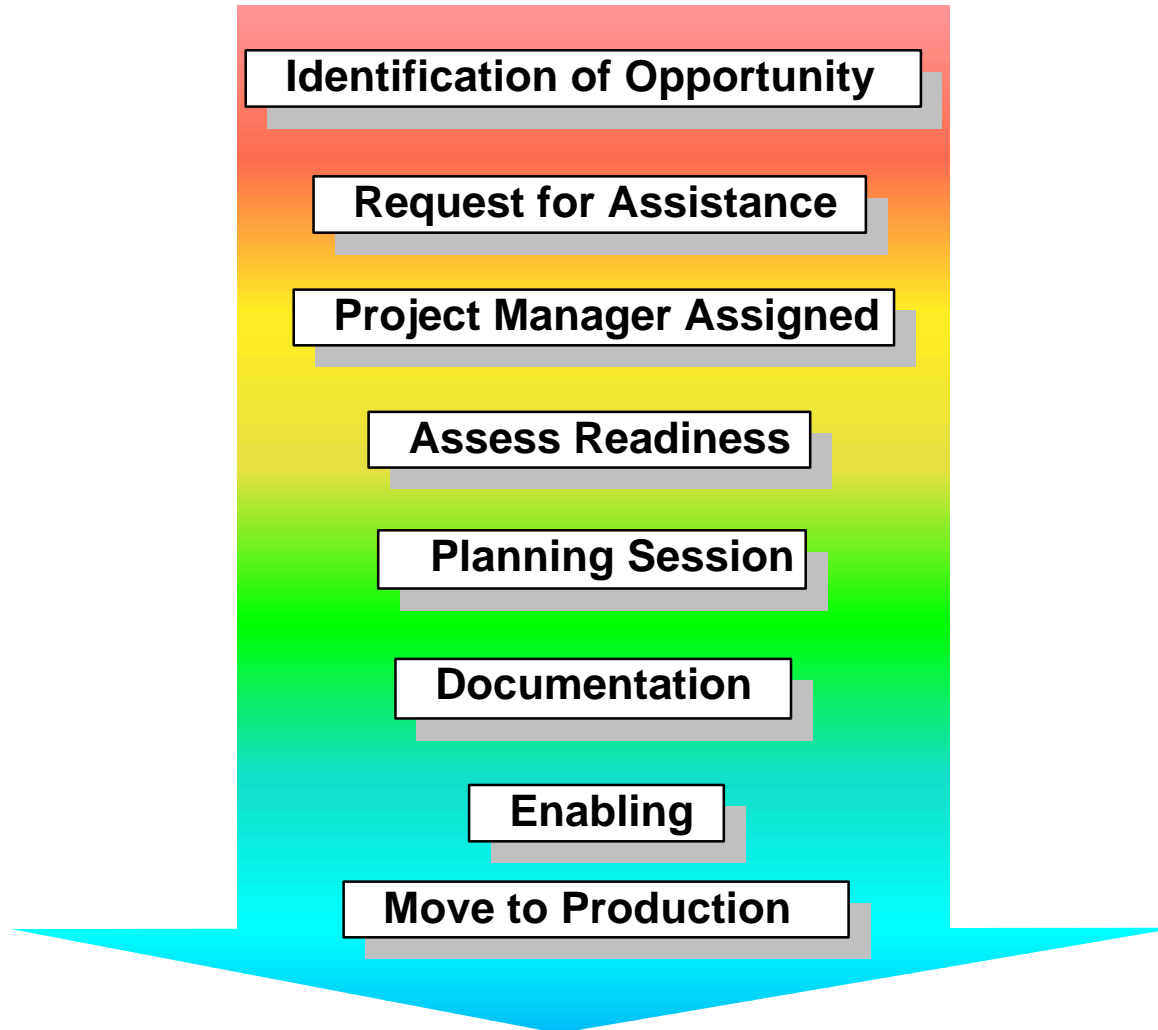 Identification of Opportunity
Request for Assistance
Project Manager Assigned
Assess Readiness
Planning Session
Documentation
Enabling
Move to Production